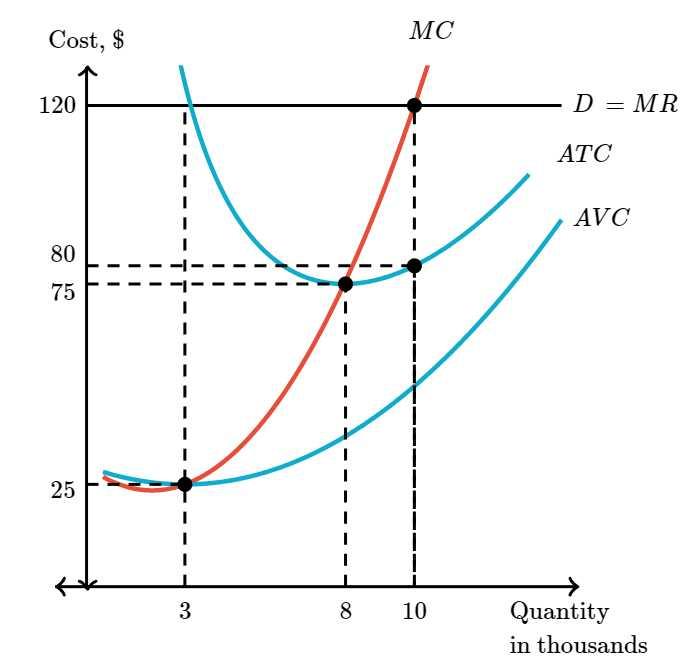 MC
Cost, $
120
D = MR
ATC
AVC
80
75
25
3
8
10
Quantity
in thousands